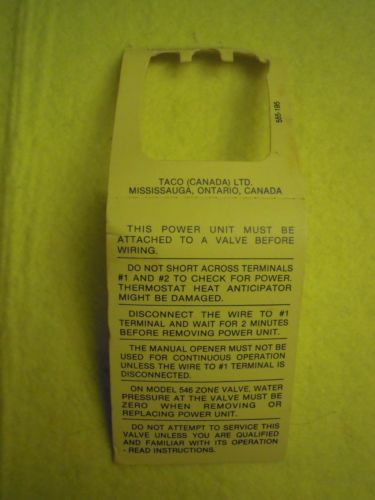 555-195
TACO (CANADA) LTD.
MISSISSAUGA, ONTARIO, CANADA
THIS POWER UNIT MUST BE
ATTACHED TO A VALVE BEFORE
WIRING.
DO NOT SHORT ACROSS TERMINALS
#1 AND #2 TO CHECK FOR POWER.
THERMOSTAT HEAT ANTICIPATOR
MIGHT BE DAMAGED.
DISCONNECT THE WIRE TO #1
TERMINAL AND WAIT FOR 2 MINUTES
BEFORE REMOVING POWER UNIT.
THE MANUAL OPENER MUST NOT BE
USED FOR CONTINUOUS OPERATION
UNLESS THE WIRE TO #1 TERMINAL IS
DISCONNECTED.
ON MODEL 546 ZONE VALVE, WATER
PRESSURE AT THE VALVE MUST BE
ZERO WHEN REMOVING OR
REPLACING POWER UNIT.
DO NOT ATTEMPT TO SERVICE THIS
VALVE UNLESS YOU ARE QUALIFIED
AND FAMILIAR WITH ITS OPERATION
- READ INSTRUCTIONS.